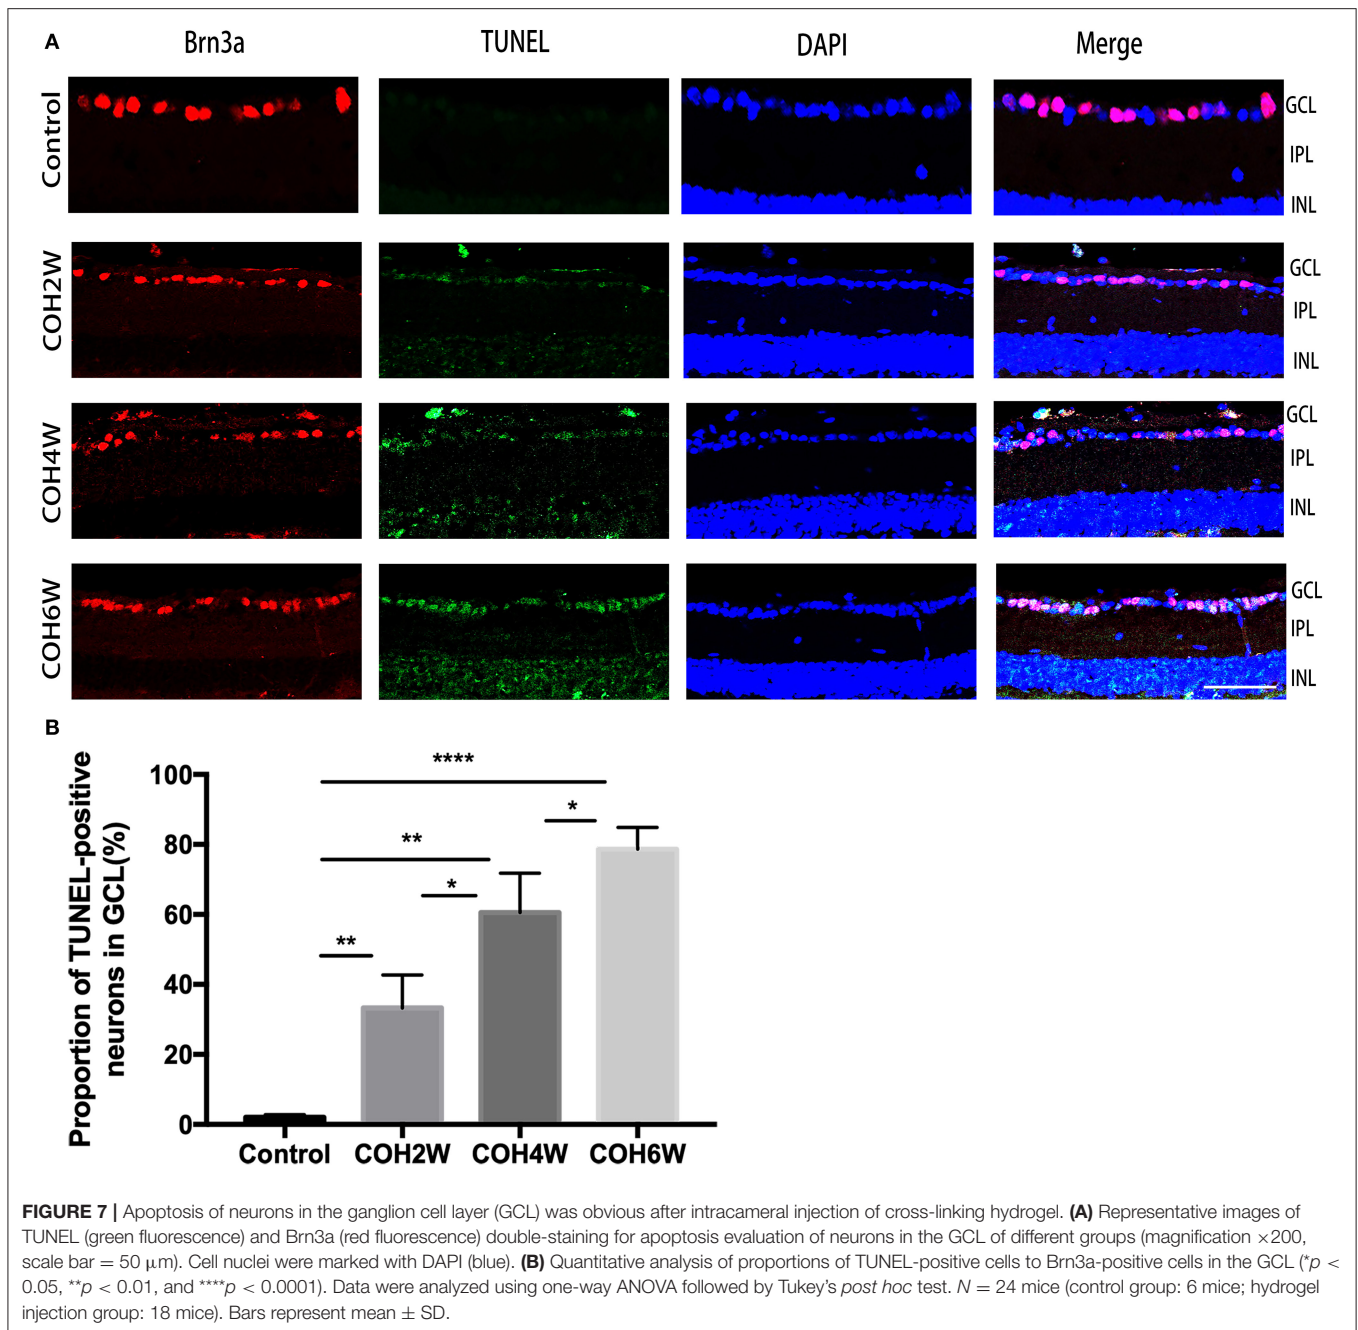 A
Brn3a
TUNEL
DAPI
Merge
Control
GCL
IPL
INL
COH2W
GCL
IPL
INL
COH4W
GCL
IPL
INL
COH6W
GCL
IPL
INL
B
Proportion of TUNEL-positive
neurons in GCL(%)
100
80
60
40
20
0
****
*
**
*
**
Control
COH2W
COH4W
COH6W
FIGURE 7 | Apoptosis of neurons in the ganglion cell layer (GCL) was obvious after intracameral injection of cross-linking hydrogel. (A) Representative images of
TUNEL (green fluorescence) and Brn3a (red fluorescence) double-staining for apoptosis evaluation of neurons in the GCL of different groups (magnification ×200,
scale bar = 50 μm). Cell nuclei were marked with DAPI (blue). (B) Quantitative analysis of proportions of TUNEL-positive cells to Brn3a-positive cells in the GCL (*p <
0.05, **p < 0.01, and ****p < 0.0001). Data were analyzed using one-way ANOVA followed by Tukey's post hoc test. N = 24 mice (control group: 6 mice; hydrogel
injection group: 18 mice). Bars represent mean ± SD.